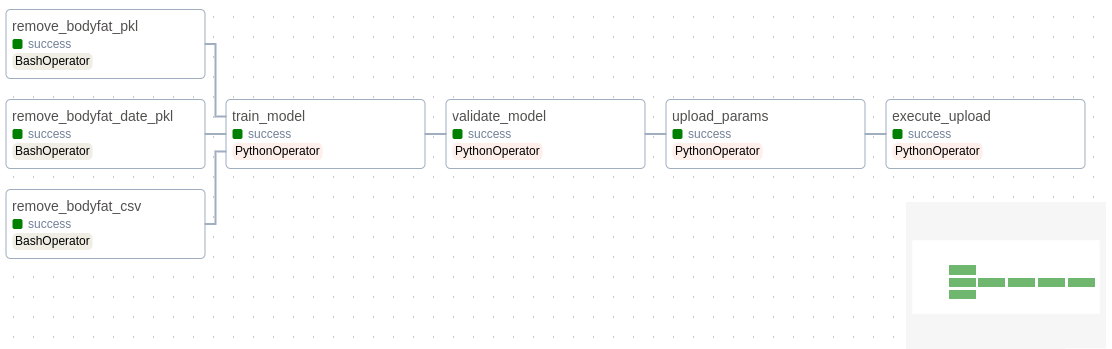 remove_bodyfat_pkl
success
BashOperator
remove_bodyfat_date_pkl
success
BashOperator
remove_bodyfat_csv
success
BashOperator
train_model
success
PythonOperator
validate_model
success
PythonOperator
upload_params
success
PythonOperator
execute_upload
success
PythonOperator